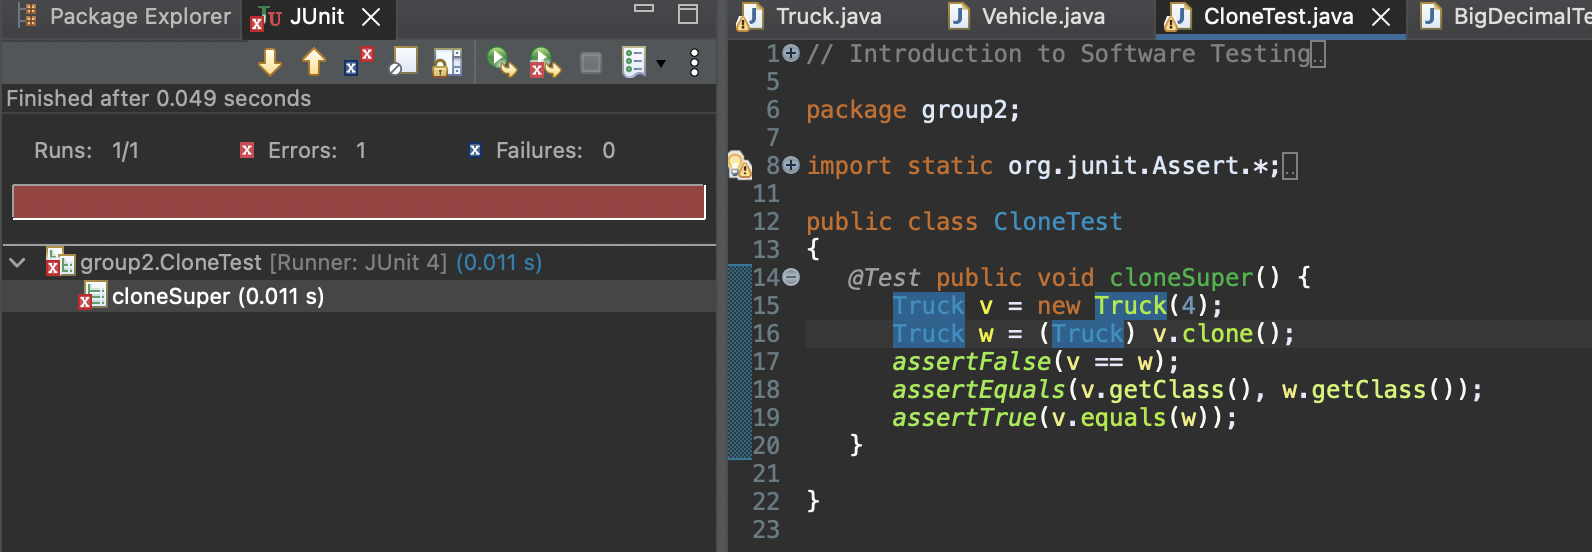 Package Explorer JUnit
Finished after 0.049 seconds
Runs: 1/1 Errors: 1 Failures: 0
group2.CloneTest [Runner: JUnit 4] (0.011 s)
cloneSuper (0.011 s)
Truck.java Vehicle.java CloneTest.java BigDecimalTe
1 // Introduction to Software Testing..
5
6 package group2;
7
8 import static org.junit.Assert.*;..
11
12 public class CloneTest
13 {
14 @Test public void cloneSuper() {
15 Truck v = new Truck(4);
16 Truck w = (Truck) v.clone();
17 assertFalse(v == w);
18 assertEquals(v.getClass(), w.getClass());
19 assertTrue(v.equals(w));
20 }
21
22 }
23